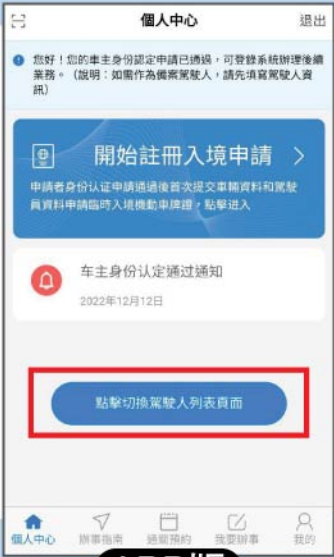 個人中心
退出
您好！您的車主身份認定申請已通過，可登錄系統辦理後續
業務。（說明：如需作為備案駕駛人，請先填寫駕駛人資
訊）
開始註冊入境申請
申請者身份认证申請通過後首次提交車輛資料和駕駛
員資料申請臨時入境機動車牌證，點擊进入
车主身份认定通过通知
2022年12月12日
點擊切換駕駛人列表頁面
個人中心
辦事指南
通關預約
我要辦事
我的